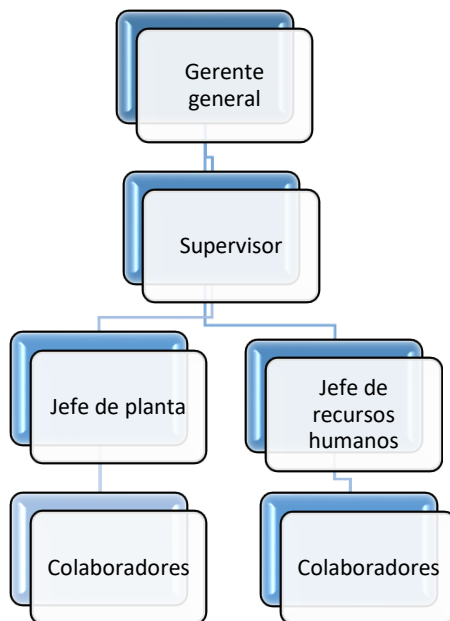 Gerente
general
Supervisor
Jefe de planta
Jefe de
recursos
humanos
Colaboradores
Colaboradores